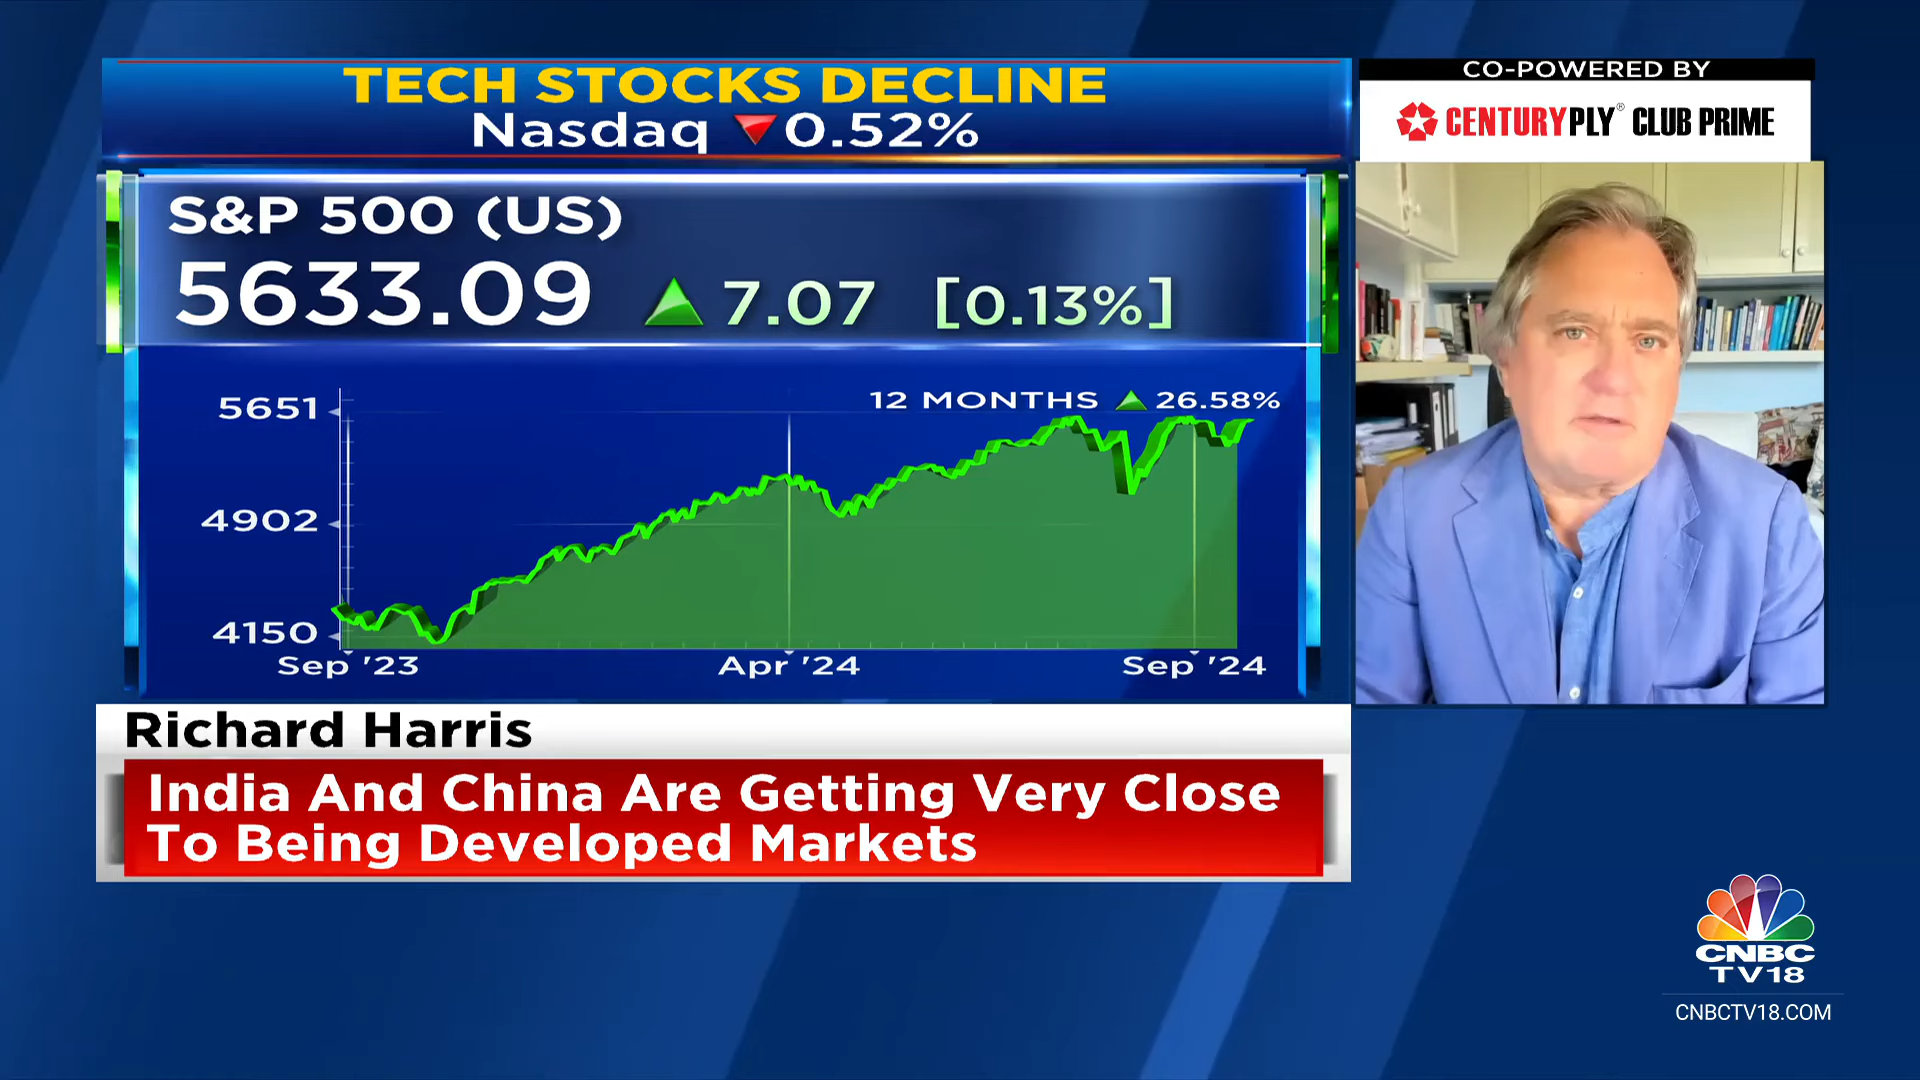 TECH STOCKS DECLINE
Nasdaq ▼0.52%
CO-POWERED BY
CENTURYPLY® CLUB PRIME
S&P 500 (US)
5633.09 ▲ 7.07 [0.13%]
12 MONTHS ▲ 26.58%
5651
4902
4150
Sep '23 Apr '24 Sep '24
Richard Harris
India And China Are Getting Very Close
To Being Developed Markets
CNBC
TV18
CNBCTV18.COM